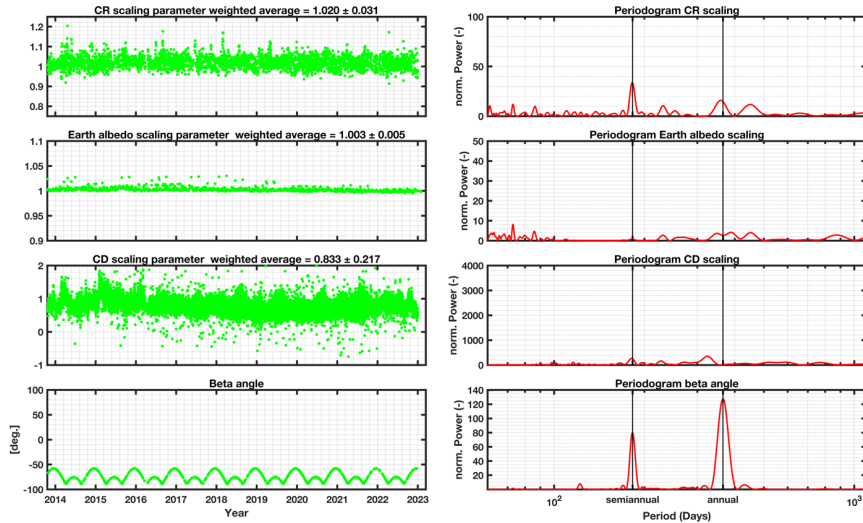 CR scaling parameter weighted average = 1.020 ± 0.031
1.2
1.1
1
0.9
0.8
Periodogram CR scaling
norm. Power (-)
100
80
60
40
20
0
Earth albedo scaling parameter weighted average = 1.003 ± 0.005
1.1
1.05
1
0.95
0.9
Periodogram Earth albedo scaling
norm. Power (-)
50
40
30
20
10
0
CD scaling parameter weighted average = 0.833 ± 0.217
2
1
0
-1
Periodogram CD scaling
norm. Power (-)
4000
3000
2000
1000
0
Beta angle
[deg.]
100
50
0
-50
-100
2014 2015 2016 2017 2018 2019 2020 2021 2022 2023
Year
Periodogram beta angle
norm. Power (-)
140
120
100
80
60
40
20
10² semiannual annual 10³
Period (Days)